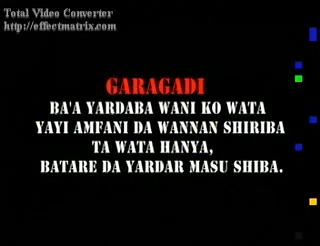 Total Video Converter
http://effectmatrix.com
GARAGADI
BA'A YARDABA WANI KO WATA
YAYI AMFANI DA WANNAN SHIRIBA
TA WATA HANYA,
BATARE DA YARDAR MASU SHIBA.